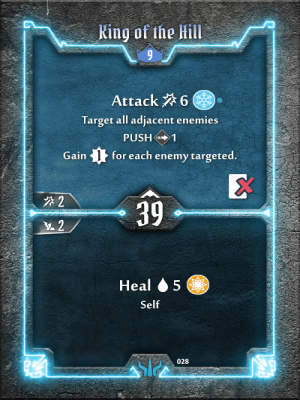 King of the Hill
9
Attack 6
Target all adjacent enemies
PUSH 1
Gain 1 for each enemy targeted.
2
39
2
Heal 5
Self
028